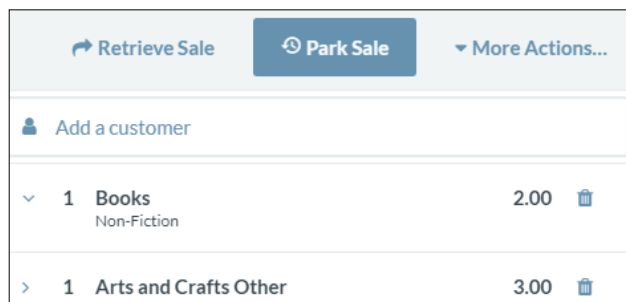 Retrieve Sale Park Sale More Actions...
Add a customer
1 Books 2.00
Non-Fiction
1 Arts and Crafts Other 3.00